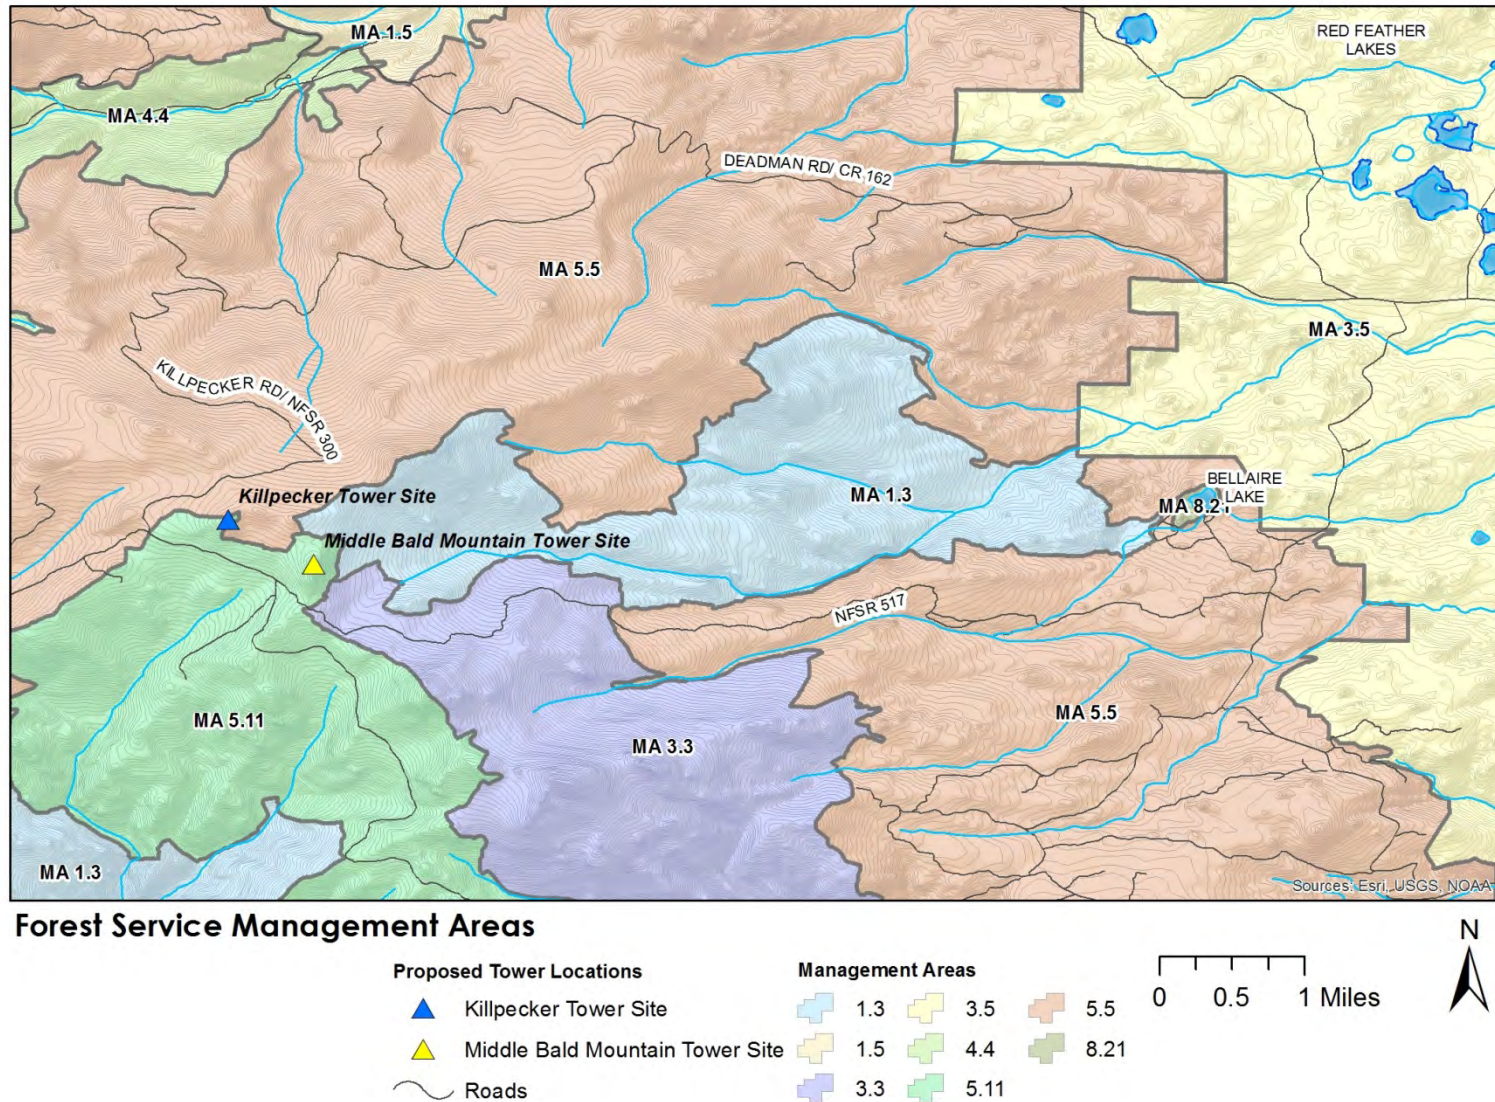 MA 1.5
RED FEATHER
LAKES
MA 4.4
DEADMAN RD/ CR 162
MA 5.5
MA 3.5
KILLPECKER RD/ NFSR 300
BELLAIRE
LAKE
Killpecker Tower Site
MA 1.3
MA 8.21
Middle Bald Mountain Tower Site
NFSR 517
MA 5.11
MA 5.5
MA 3.3
MA 1.3
Sources: Esri, USGS, NOAA
Forest Service Management Areas
N
Proposed Tower Locations
Killpecker Tower Site
Middle Bald Mountain Tower Site
Roads
Management Areas
1.3 3.5 5.5
1.5 4.4 8.21
3.3 5.11
0 0.5 1 Miles